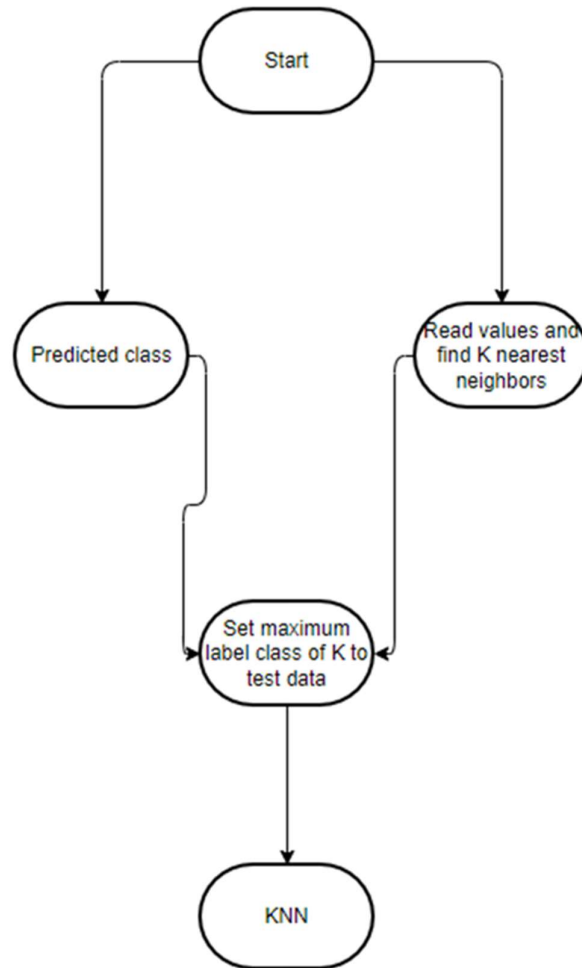 Start
Predicted class
Read values and
find K nearest
neighbors
Set maximum
label class of K to
test data
KNN